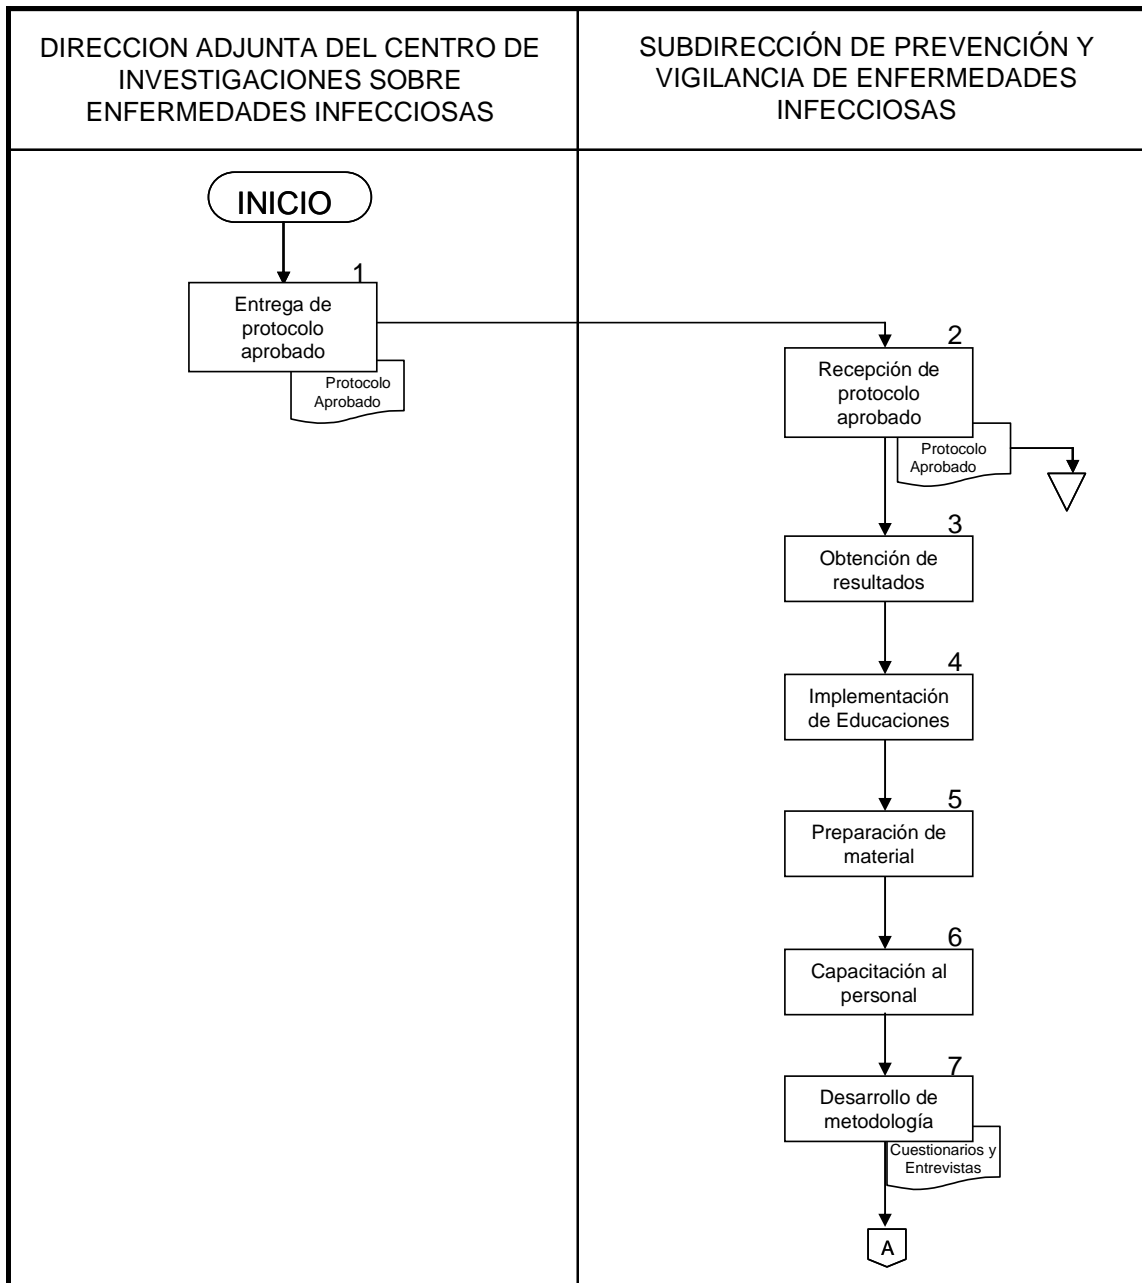 DIRECCION ADJUNTA DEL CENTRO DE
INVESTIGACIONES SOBRE
ENFERMEDADES INFECCIOSAS
SUBDIRECCIÓN DE PREVENCIÓN Y
VIGILANCIA DE ENFERMEDADES
INFECCIOSAS
INICIO
1
Entrega de
protocolo
aprobado
Protocolo
Aprobado
2
Recepción de
protocolo
aprobado
Protocolo
Aprobado
3
Obtención de
resultados
4
Implementación
de Educaciones
5
Preparación de
material
6
Capacitación al
personal
7
Desarrollo de
metodología
Cuestionarios y
Entrevistas
A